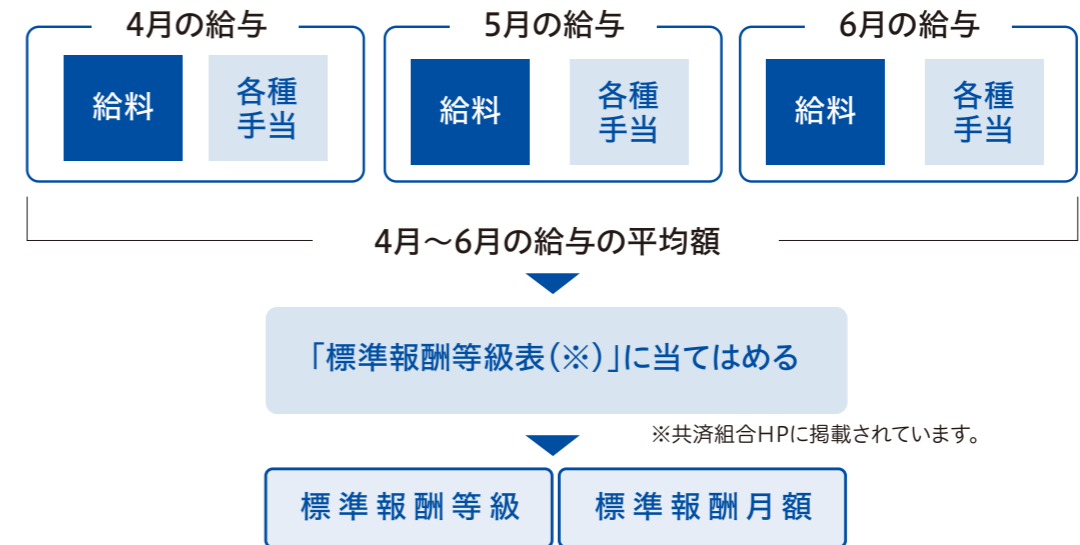 4月の給与
5月の給与
6月の給与
給料
各種
手当
給料
各種
手当
給料
各種
手当
4月～6月の給与の平均額
「標準報酬等級表（※）」に当てはめる
※共済組合HPに掲載されています。
標準報酬等級
標準報酬月額